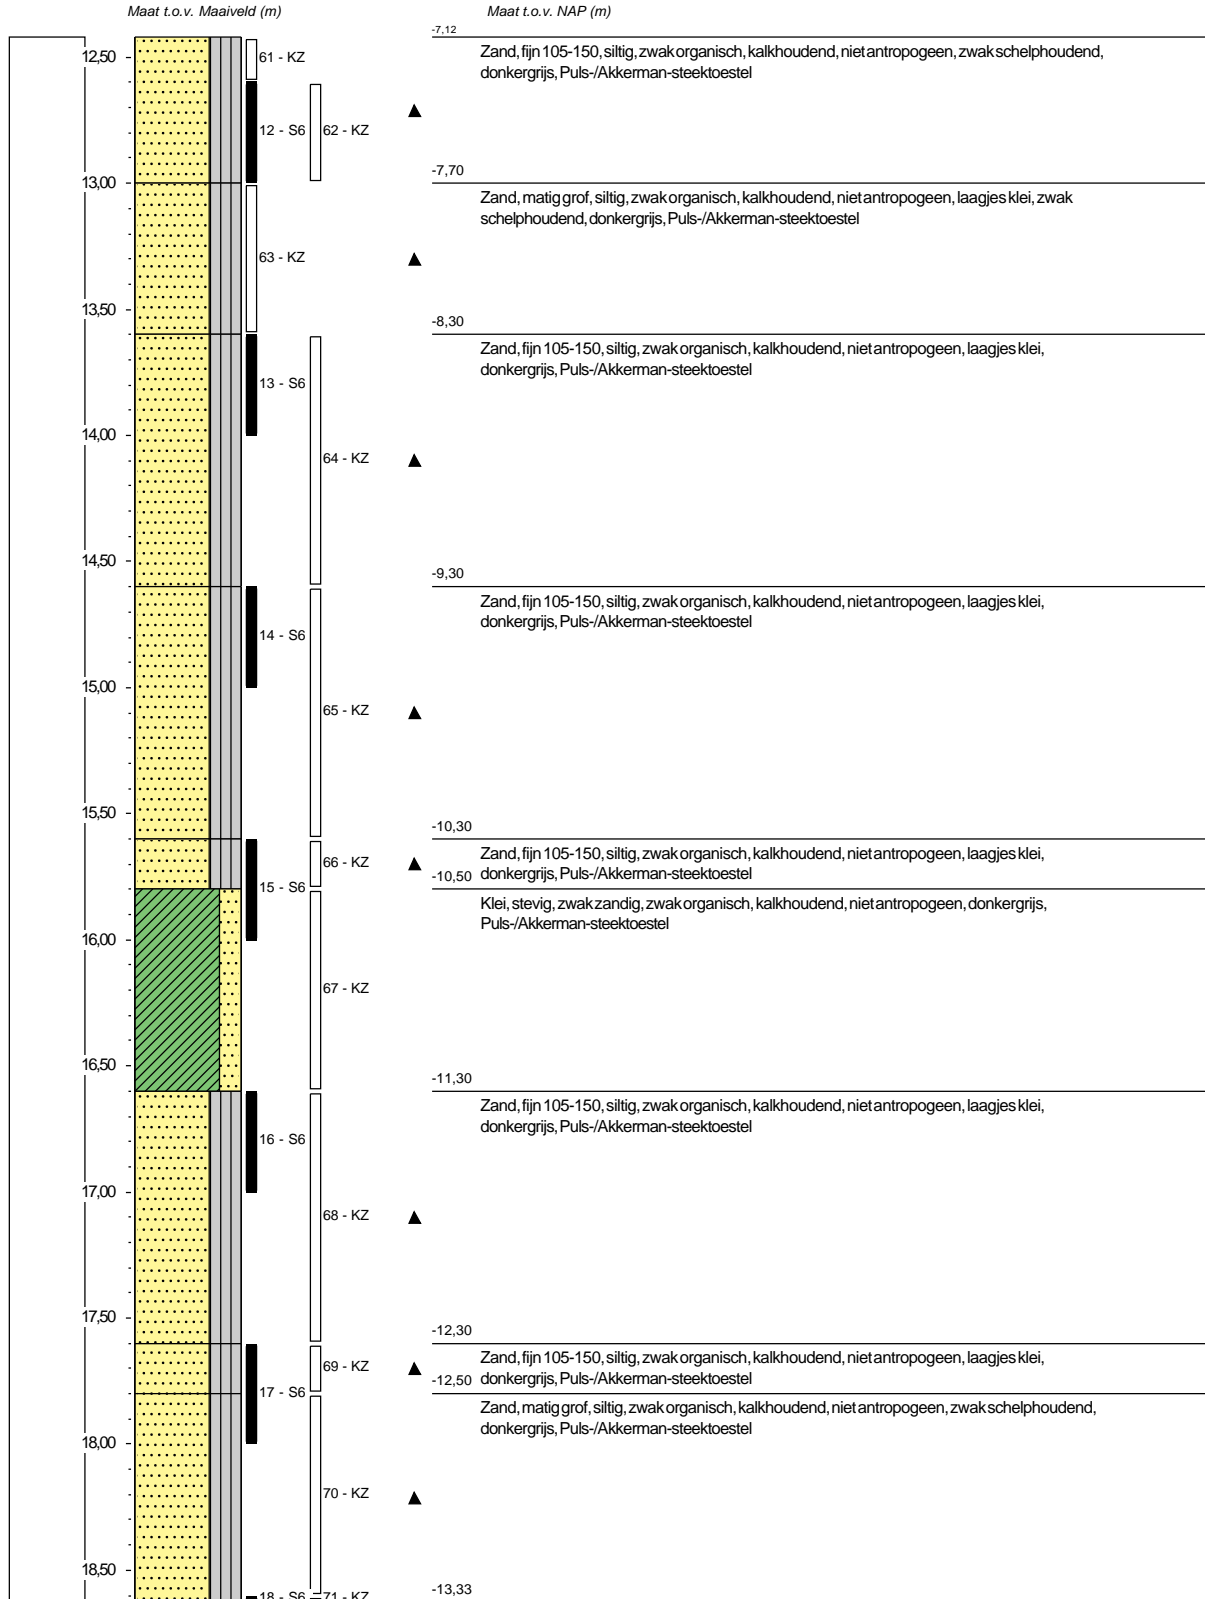 Maat t.o.v. Maaiveld (m) Maat t.o.v. NAP (m)
-7,12
12,50 61 - KZ Zand, fijn 105-150, siltig, zwak organisch, kalkhoudend, niet antropogeen, zwak schelphoudend,
donkergrijs, Puls-/Akkerman-steektoestel
12 - S6 62 - KZ
-7,70
13,00
Zand, matig grof, siltig, zwak organisch, kalkhoudend, niet antropogeen, laagjes klei, zwak
schelphoudend, donkergrijs, Puls-/Akkerman-steektoestel
63 - KZ
13,50
-8,30
Zand, fijn 105-150, siltig, zwak organisch, kalkhoudend, niet antropogeen, laagjes klei,
donkergrijs, Puls-/Akkerman-steektoestel
13 - S6
14,00
64 - KZ
14,50
-9,30
Zand, fijn 105-150, siltig, zwak organisch, kalkhoudend, niet antropogeen, laagjes klei,
donkergrijs, Puls-/Akkerman-steektoestel
14 - S6
15,00
65 - KZ
15,50
-10,30
Zand, fijn 105-150, siltig, zwak organisch, kalkhoudend, niet antropogeen, laagjes klei,
66 - KZ
donkergrijs, Puls-/Akkerman-steektoestel
-10,50
15 - S6
Klei, stevig, zwak zandig, zwak organisch, kalkhoudend, niet antropogeen, donkergrijs,
Puls-/Akkerman-steektoestel
16,00
67 - KZ
16,50
-11,30
Zand, fijn 105-150, siltig, zwak organisch, kalkhoudend, niet antropogeen, laagjes klei,
donkergrijs, Puls-/Akkerman-steektoestel
16 - S6
17,00
68 - KZ
17,50
-12,30
Zand, fijn 105-150, siltig, zwak organisch, kalkhoudend, niet antropogeen, laagjes klei,
69 - KZ
donkergrijs, Puls-/Akkerman-steektoestel
-12,50
17 - S6
Zand, matig grof, siltig, zwak organisch, kalkhoudend, niet antropogeen, zwak schelphoudend,
donkergrijs, Puls-/Akkerman-steektoestel
18,00
70 - KZ
18,50
-13,33
18 - S6 71 - KZ